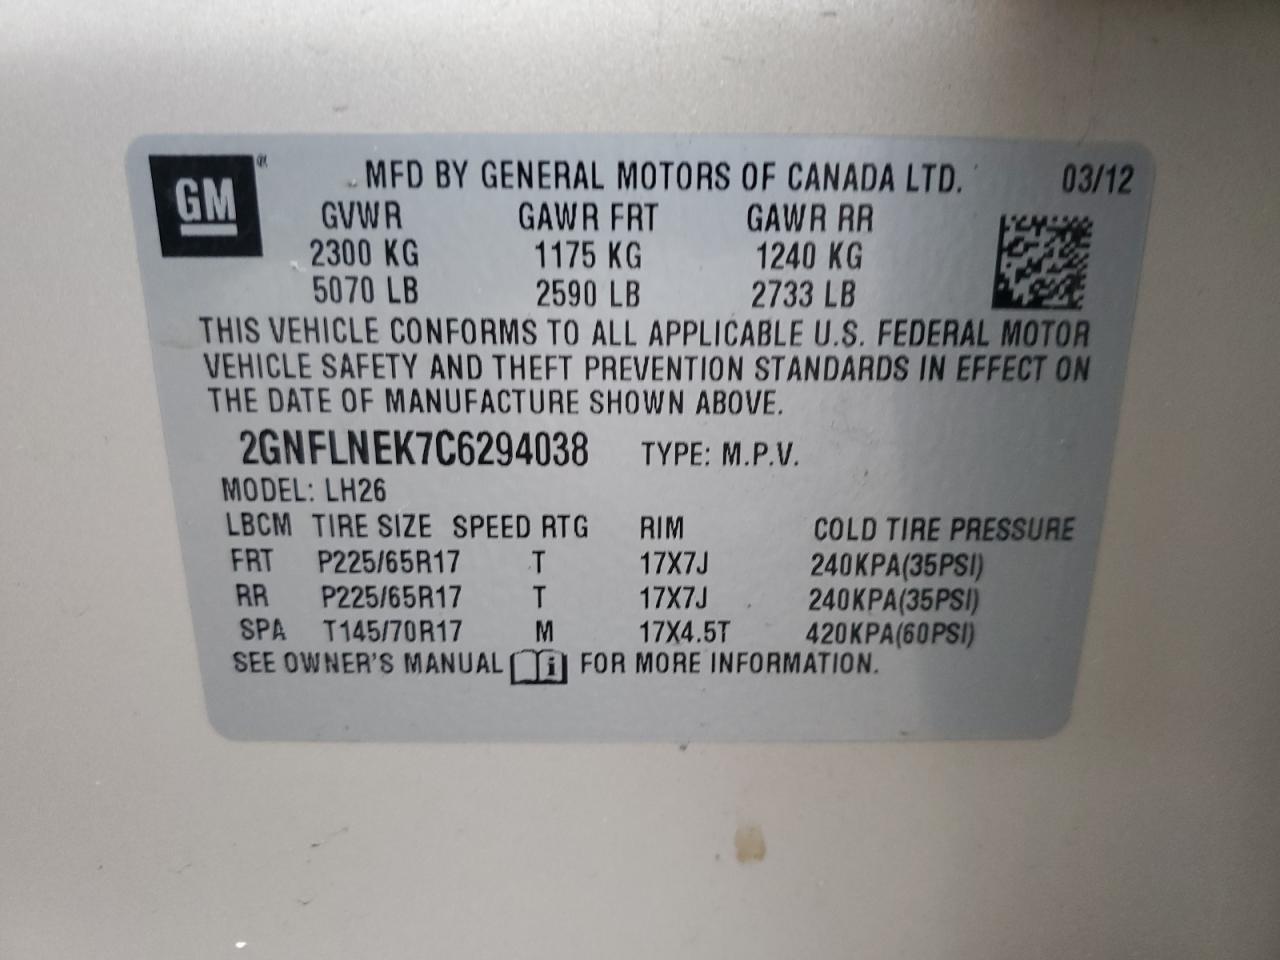 GM ®
MFD BY GENERAL MOTORS OF CANADA LTD. 03/12
GVWR GAWR FRT GAWR RR
2300 KG 1175 KG 1240 KG
5070 LB 2590 LB 2733 LB
THIS VEHICLE CONFORMS TO ALL APPLICABLE U.S. FEDERAL MOTOR
VEHICLE SAFETY AND THEFT PREVENTION STANDARDS IN EFFECT ON
THE DATE OF MANUFACTURE SHOWN ABOVE.
2GNFLNEK7C6294038 TYPE: M.P.V.
MODEL: LH26
LBCM TIRE SIZE SPEED RTG RIM COLD TIRE PRESSURE
FRT P225/65R17 T 17X7J 240KPA(35PSI)
RR P225/65R17 T 17X7J 240KPA(35PSI)
SPA T145/70R17 M 17X4.5T 420KPA(60PSI)
SEE OWNER'S MANUAL i FOR MORE INFORMATION.